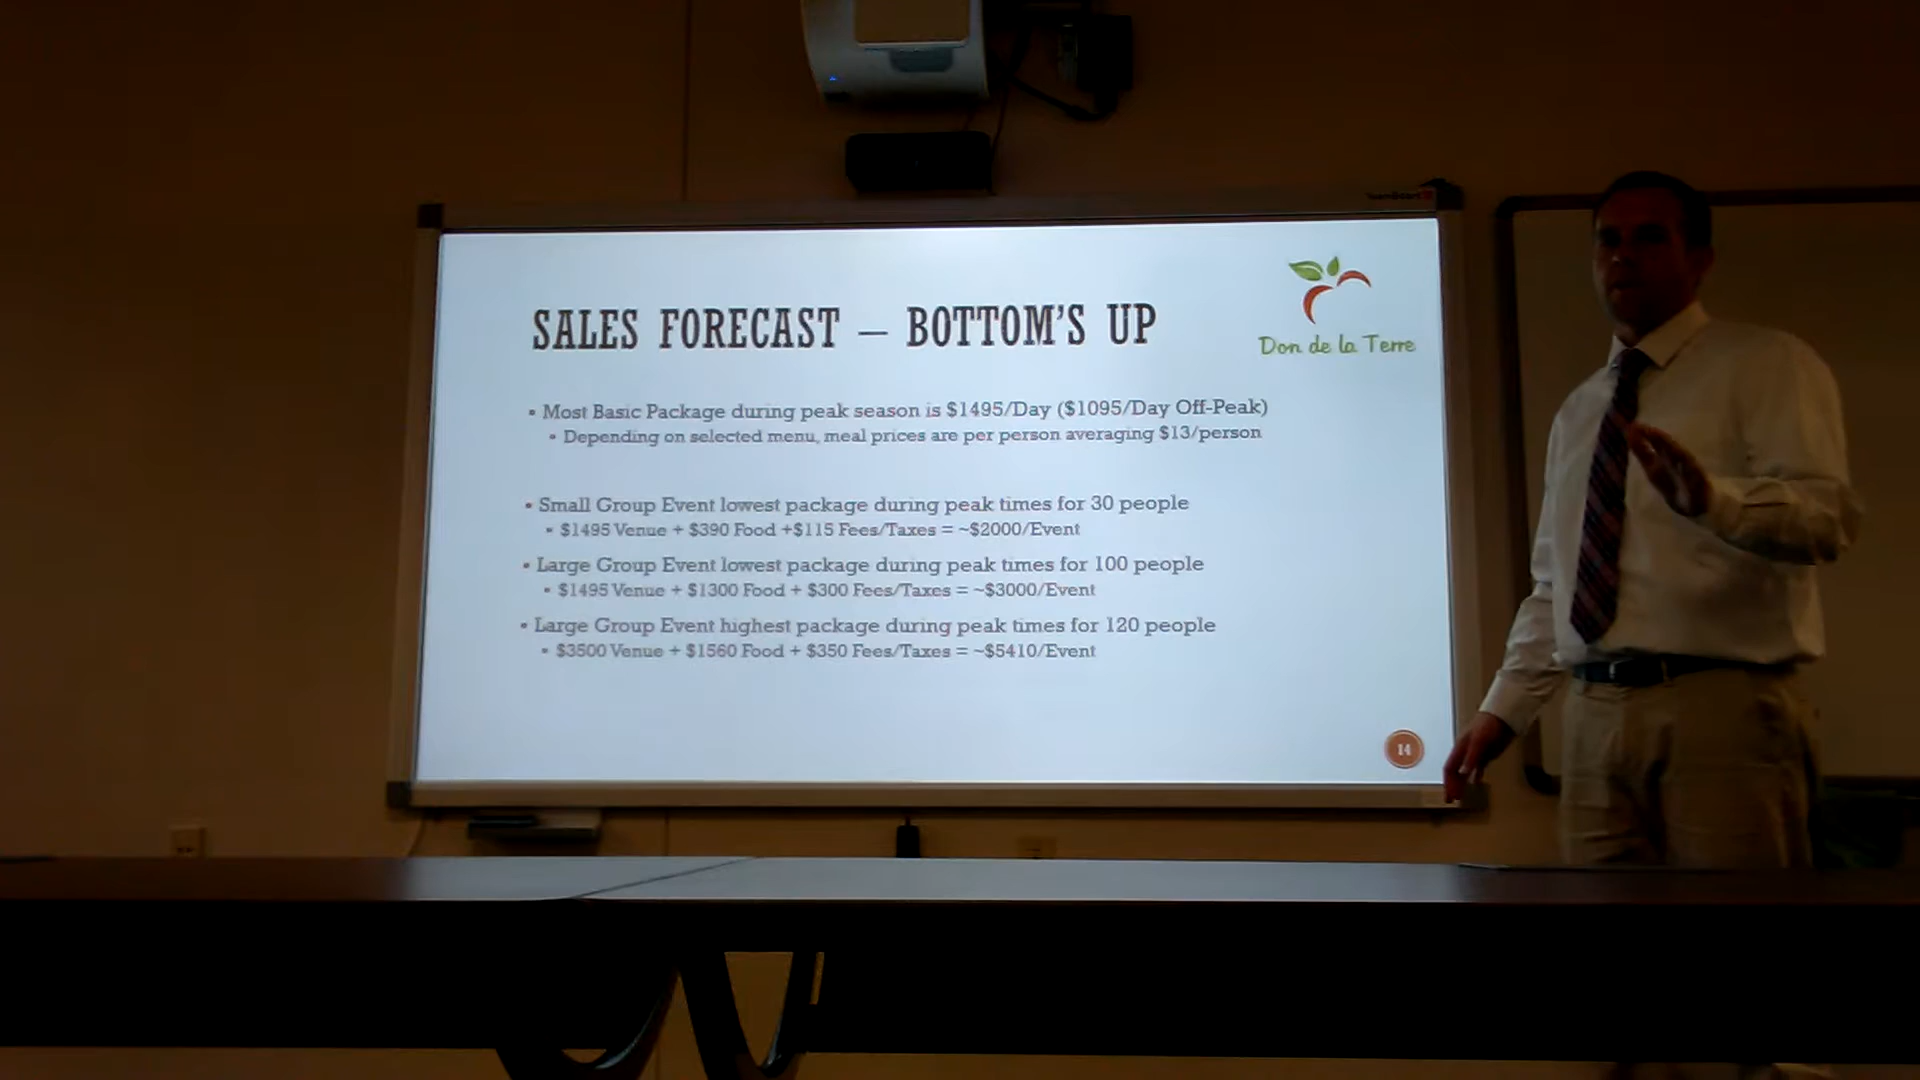 SALES FORECAST – BOTTOM'S UP
Don de la Terre
• Most Basic Package during peak season is $1495/Day ($1095/Day Off-Peak)
• Depending on selected menu, meal prices are per person averaging $13/person
• Small Group Event lowest package during peak times for 30 people
• $1495 Venue + $390 Food +$115 Fees/Taxes = ~$2000/Event
• Large Group Event lowest package during peak times for 100 people
• $1495 Venue + $1300 Food + $300 Fees/Taxes = ~$3000/Event
• Large Group Event highest package during peak times for 120 people
• $3500 Venue + $1560 Food + $350 Fees/Taxes = ~$5410/Event
14